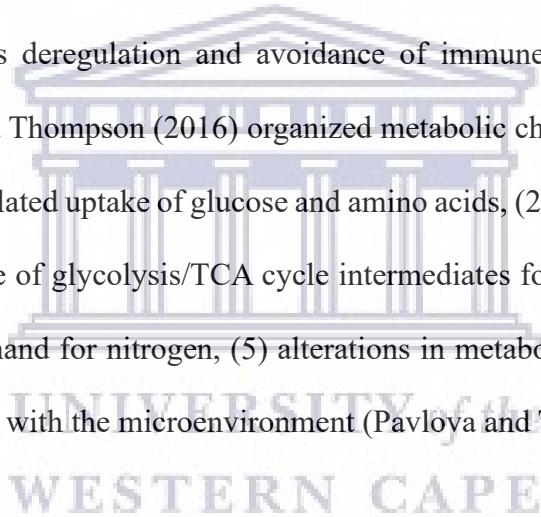 s deregulation and avoidance of immune
Thompson (2016) organized metabolic ch
lated uptake of glucose and amino acids, (2
e of glycolysis/TCA cycle intermediates fo
nand for nitrogen, (5) alterations in metabo
with the microenvironment (Pavlova and T
UNIVERSITY of the
WESTERN CAPE